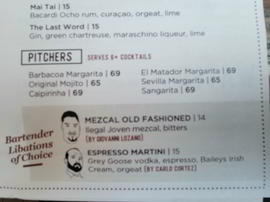 Mai Tai | 15
Bacardi Ocho rum, curaçao, orgeat, lime
The Last Word | 15
Gin, green chartreuse, maraschino liqueur, lime
PITCHERS SERVES 6+ COCKTAILS
Barbacoa Margarita | 69
El Matador Margarita | 69
Original Mojito | 65
Sevilla Margarita | 65
Caipirinha | 69
Sangarita | 69
Bartender
Libations
of Choice
MEZCAL OLD FASHIONED | 14
Ilegal Joven mezcal, bitters
(BY GIOVANNI LOZANO)
ESPRESSO MARTINI | 15
Grey Goose vodka, espresso, Baileys Irish
Cream, orgeat (BY CARLO CORTEZ)